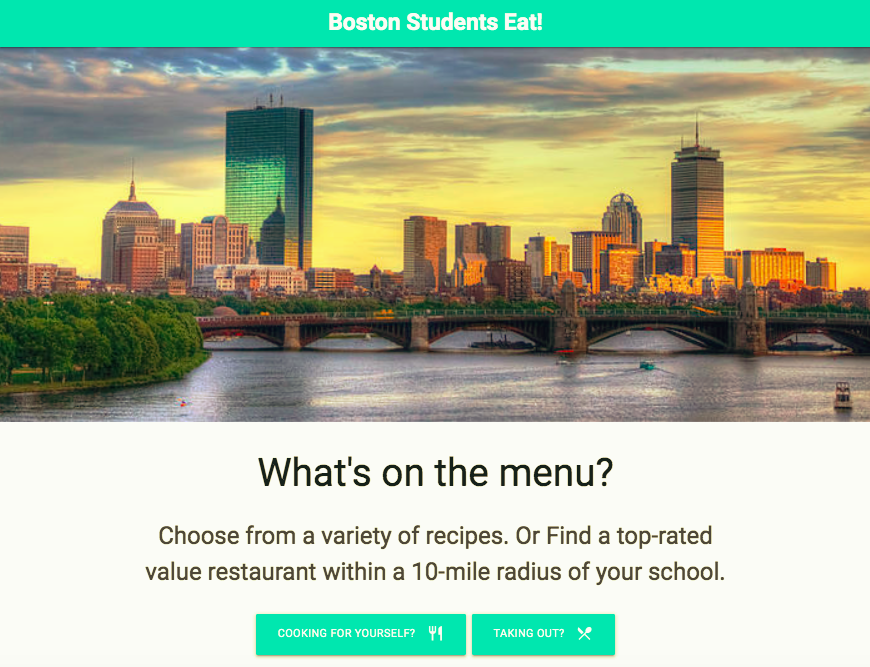 Boston Students Eat!
What's on the menu?
Choose from a variety of recipes. Or Find a top-rated
value restaurant within a 10-mile radius of your school.
COOKING FOR YOURSELF?
TAKING OUT?